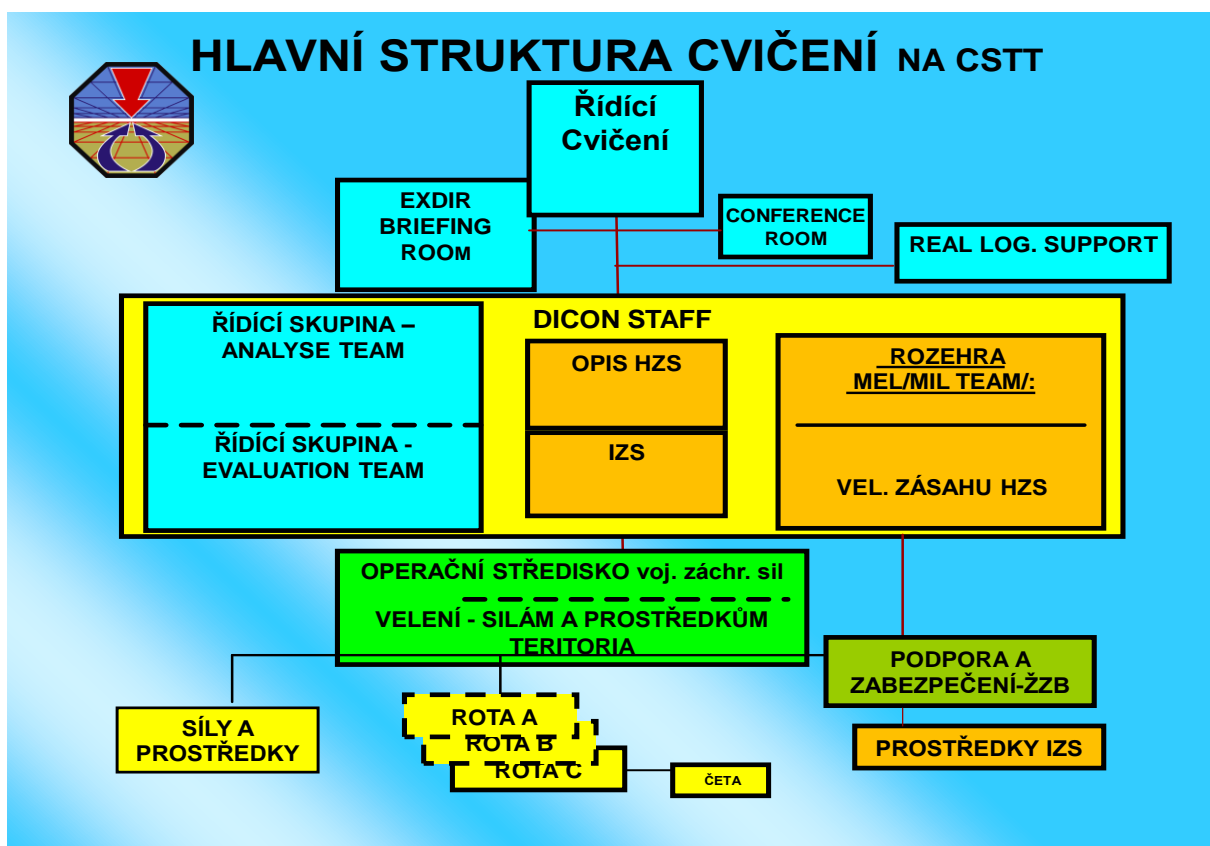 HLAVNÍ STRUKTURA CVIČENÍ NA CSTT
Řídící
Cvičení
EXDIR
BRIEFING
ROOM
CONFERENCE
ROOM
REAL LOG. SUPPORT
ŘÍDÍCÍ SKUPINA –
ANALYSE TEAM
ŘÍDÍCÍ SKUPINA -
EVALUATION TEAM
DICON STAFF
OPIS HZS
IZS
ROZEHRA
MEL/MIL TEAM/:
VEL. ZÁSAHU HZS
OPERAČNÍ STŘEDISKO voj. záchr. sil
VELENÍ - SILÁM A PROSTŘEDKŮM
TERITORIA
PODPORA A
ZABEZPEČENÍ-ŽZB
SÍLY A
PROSTŘEDKY
ROTA A
ROTA B
ROTA C
ČETA
PROSTŘEDKY IZS